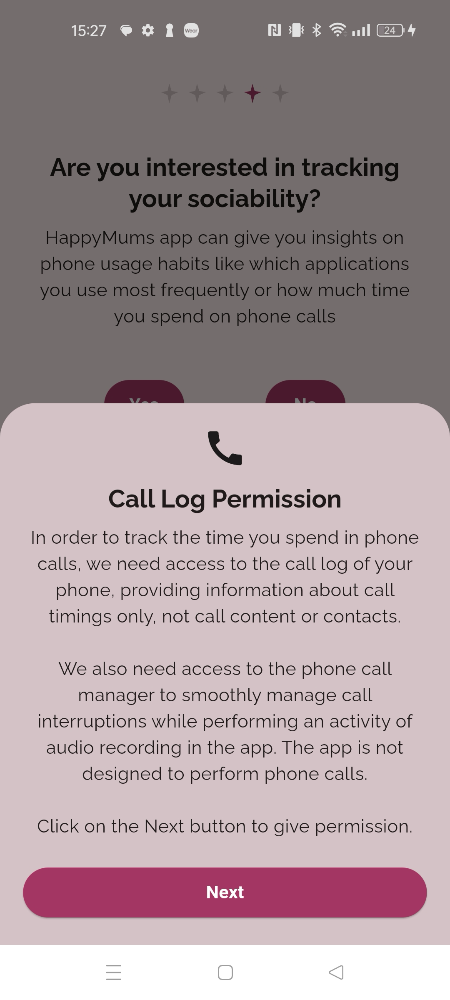 15:27
Wear
24
Are you interested in tracking
your sociability?
HappyMums app can give you insights on
phone usage habits like which applications
you use most frequently or how much time
you spend on phone calls
Yes No
Call Log Permission
In order to track the time you spend in phone
calls, we need access to the call log of your
phone, providing information about call
timings only, not call content or contacts.
We also need access to the phone call
manager to smoothly manage call
interruptions while performing an activity of
audio recording in the app. The app is not
designed to perform phone calls.
Click on the Next button to give permission.
Next